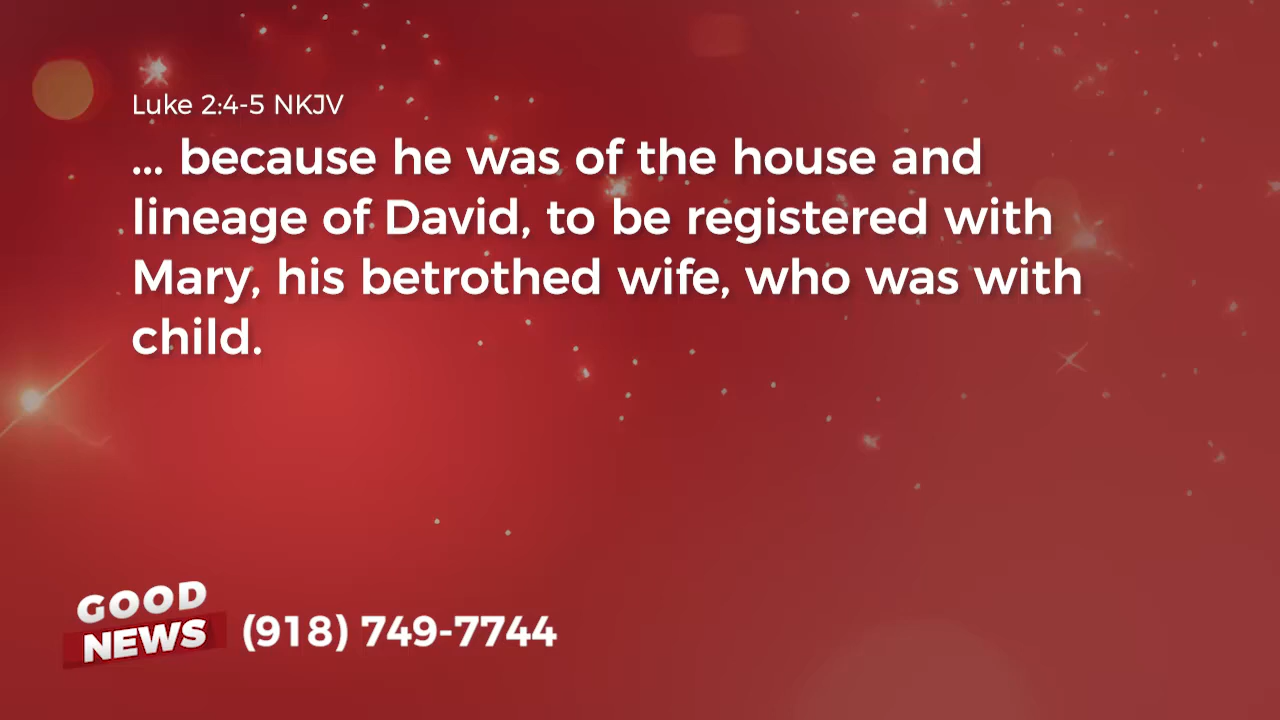 Luke 2:4-5 NKJV
... because he was of the house and
lineage of David, to be registered with
Mary, his betrothed wife, who was with
child.
GOOD
NEWS
(918) 749-7744